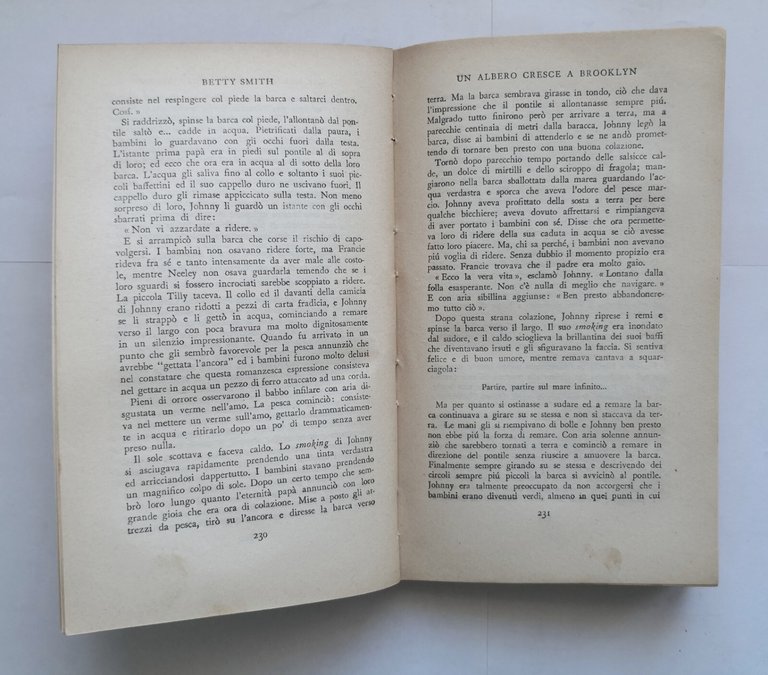 BETTY SMITH
consiste nel respingere col piede la barca e saltarci dentro.
Cosí. »
Si raddrizzò, spinse la barca col piede, l'allontanò dal pon-
tile saltò e... cadde in acqua. Pietrificati dalla paura, i
bambini lo guardavano con gli occhi fuori dalla testa.
L'istante prima papà era in piedi sul pontile al di sopra
di loro; ed ecco che ora era in acqua al di sotto della loro
barca. L'acqua gli saliva fino al collo e soltanto i suoi pic-
coli baffettini ed il suo cappello duro ne uscivano fuori. Il
cappello duro gli rimase appiccicato sulla testa. Non meno
sorpreso di loro, Johnny li guardò un istante con gli occhi
sbarrati prima di dire:
« Non vi azzardate a ridere. »
E si arrampicò sulla barca che corse il rischio di capo-
volgersi. I bambini non osavano ridere forte, ma Francie
rideva fra sé e tanto intensamente da aver male alle costo-
le, mentre Neeley non osava guardarla temendo che se i
loro sguardi si fossero incrociati sarebbe scoppiato a ridere.
La piccola Tilly taceva. Il collo ed il davanti della camicia
di Johnny erano ridotti a pezzi di carta fradicia, e Johnny
se li strappò e li gettò in acqua, cominciando a remare
verso il largo con poca bravura ma molto dignitosamente
in un silenzio impressionante. Quando fu arrivato in un
punto che gli sembrò favorevole per la pesca annunziò che
avrebbe “gettata l'ancora” ed i bambini furono molto delusi
nel constatare che questa romanzesca espressione consisteva
nel gettare in acqua un pezzo di ferro attaccato ad una corda.
Pieni di orrore osservarono il babbo infilare con aria di-
sgustata un verme nell'amo. La pesca cominciò: consiste-
va nel mettere un verme sull'amo, gettarlo drammaticamen-
te in acqua e ritirarlo dopo un po' di tempo senza aver
preso nulla.
Il sole scottava e faceva caldo. Lo smoking di Johnny
si asciugava rapidamente prendendo una tinta verdastra
ed arricciandosi dappertutto. I bambini stavano prendendo
un magnifico colpo di sole. Dopo un certo tempo che sem-
brò loro lungo quanto l'eternità papà annunciò con loro
grande gioia che era ora di colazione. Mise a posto gli at-
trezzi da pesca, tirò su l'ancora e diresse la barca verso
230
UN ALBERO CRESCE A BROOKLYN
terra. Ma la barca sembrava girasse in tondo, ciò che dava
l'impressione che il pontile si allontanasse sempre piú.
Malgrado tutto finirono però per arrivare a terra, ma a
parecchie centinaia di metri dalla baracca. Johnny legò la
barca, disse ai bambini di attenderlo e se ne andò promet-
tendo di tornare ben presto con una buona colazione.
Tornò dopo parecchio tempo portando delle salsicce cal-
de, un dolce di mirtilli e dello sciroppo di fragola; man-
giarono nella barca sballottata dalla marea guardando l'ac-
qua verdastra e sporca che aveva l'odore del pesce mar-
cio. Johnny aveva profittato della sosta a terra per bere
qualche bicchiere; aveva dovuto affrettarsi e rimpiangeva
di aver portato i bambini con sé. Disse che ora permette-
va loro di ridere della sua caduta in acqua se ciò avesse
fatto loro piacere. Ma, chi sa perché, i bambini non avevano
piú voglia di ridere. Senza dubbio il momento propizio era
passato. Francie trovava che il padre era molto gaio.
« Ecco la vera vita », esclamò Johnny. « Lontano dalla
folla esasperante. Non c'è nulla di meglio che navigare. »
E con aria sibillina aggiunse: « Ben presto abbandonere-
mo tutto ciò. »
Dopo questa strana colazione, Johnny riprese i remi e
spinse la barca verso il largo. Il suo smoking era inondato
dal sudore, e il caldo scioglieva la brillantina dei suoi baffi
che diventavano irsuti e gli sfiguravano la faccia. Si sentiva
felice e di buon umore, mentre remava cantava a squar-
ciagola:
Partire, partire sul mare infinito...
Ma per quanto si ostinasse a sudare ed a remare la barca
continuava a girare su se stessa e non si staccava da ter-
ra. Le mani gli si riempivano di bolle e Johnny ben presto
non ebbe piú la forza di remare. Con aria solenne annun-
ziò che sarebbero tornati a terra e cominciò a remare in
direzione del pontile senza riuscire a smuovere la barca.
Finalmente sempre girando su se stessa e descrivendo dei
circoli sempre piú piccoli la barca si avvicinò al pontile.
Johnny era talmente preoccupato da non accorgersi che i
bambini erano divenuti verdi, almeno in quei punti in cui
231